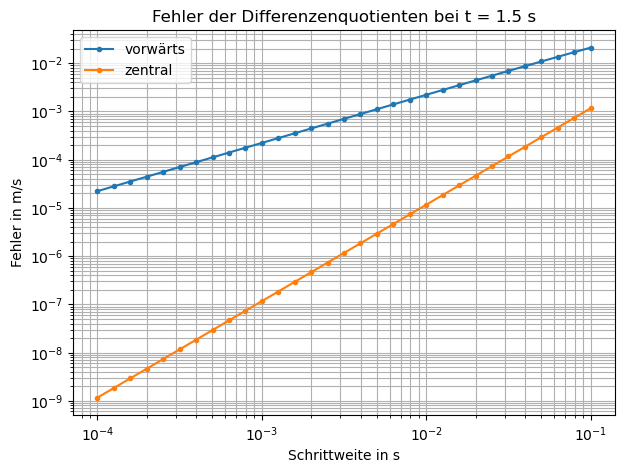 Fehler der Differenzenquotienten bei t = 1.5 s
vorwärts
zentral
Fehler in m/s
10⁻²
10⁻³
10⁻⁴
10⁻⁵
10⁻⁶
10⁻⁷
10⁻⁸
10⁻⁹
10⁻⁴ 10⁻³ 10⁻² 10⁻¹
Schrittweite in s